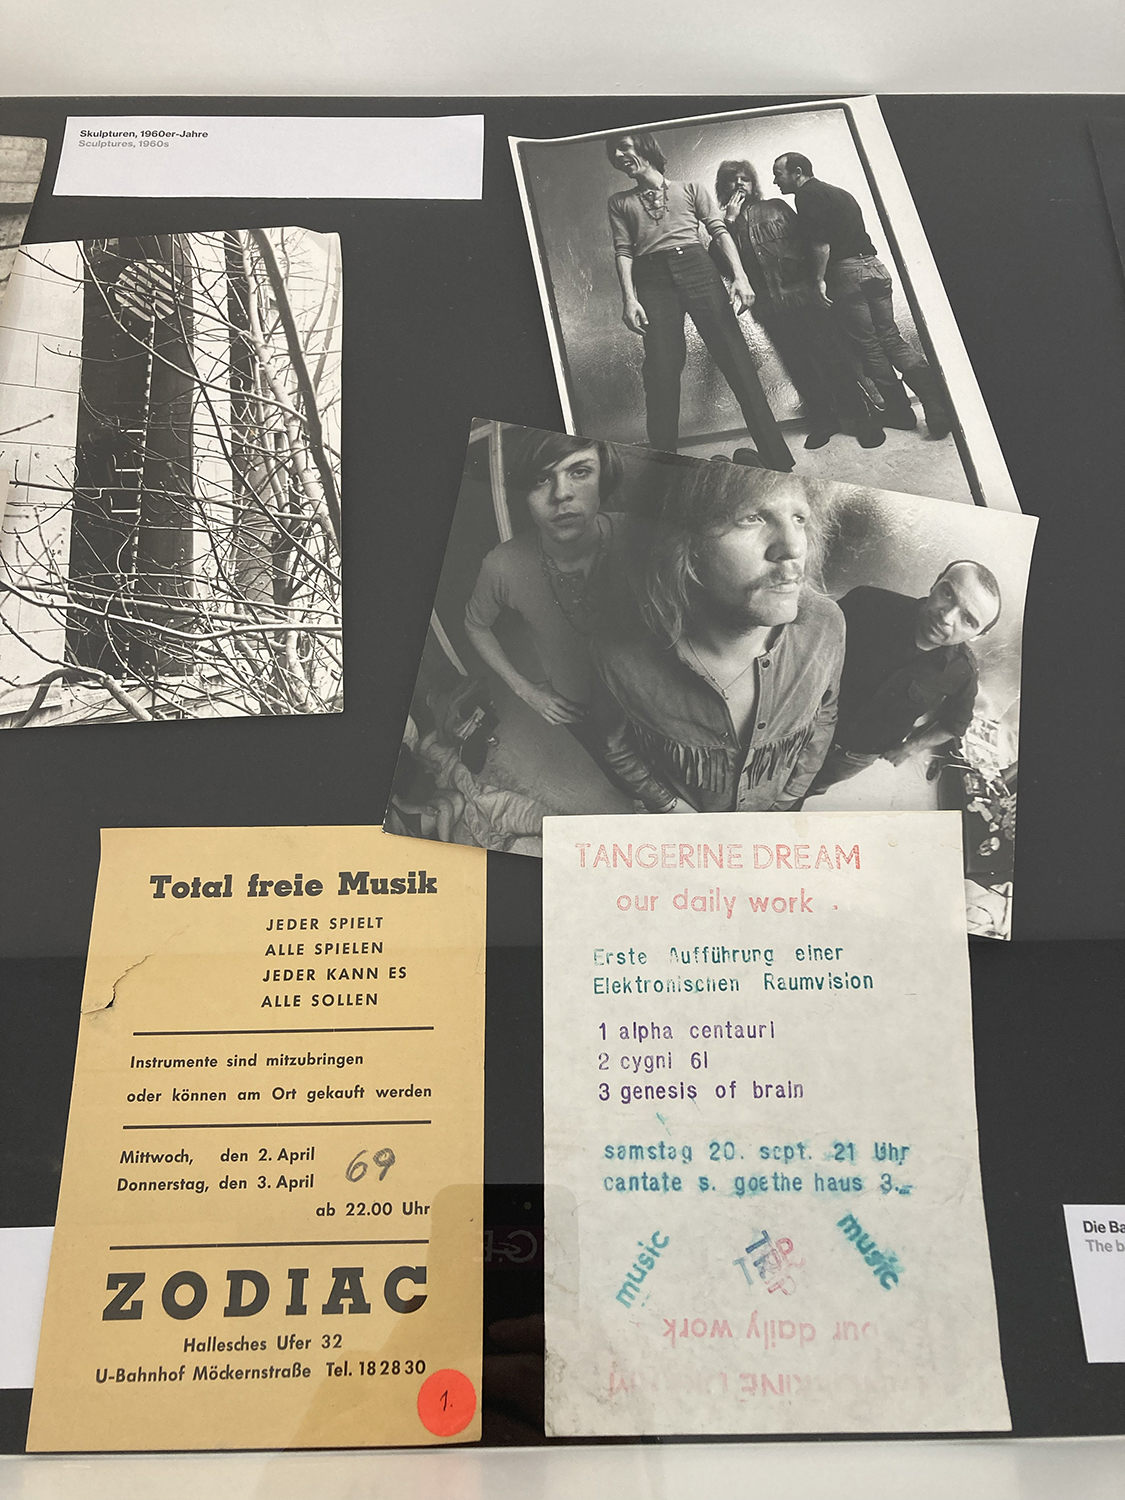 Skulpturen, 1960er-Jahre
Sculptures, 1960s
Total freie Musik
JEDER SPIELT
ALLE SPIELEN
JEDER KANN ES
ALLE SOLLEN
Instrumente sind mitzubringen
oder können am Ort gekauft werden
Mittwoch, den 2. April
Donnerstag, den 3. April
69
ab 22.00 Uhr
ZODIAC
Hallesches Ufer 32
U-Bahnhof Möckernstraße Tel. 18 28 30
1.
TANGERINE DREAM
our daily work .
Erste Aufführung einer
Elektronischen Raumvision
1 alpha centauri
2 cygni 61
3 genesis of brain
samstag 20. sept. 21 Uhr
cantate s. goethe haus 3.-
music
TRIP
TRIP
music
our daily work
Die Ba
The b